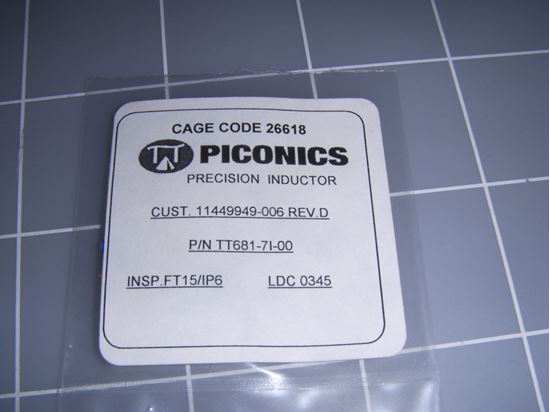 CAGE CODE 26618
PICONICS
PRECISION INDUCTOR
CUST. 11449949-006 REV.D
P/N TT681-7I-00
INSP.FT15/IP6 LDC 0345